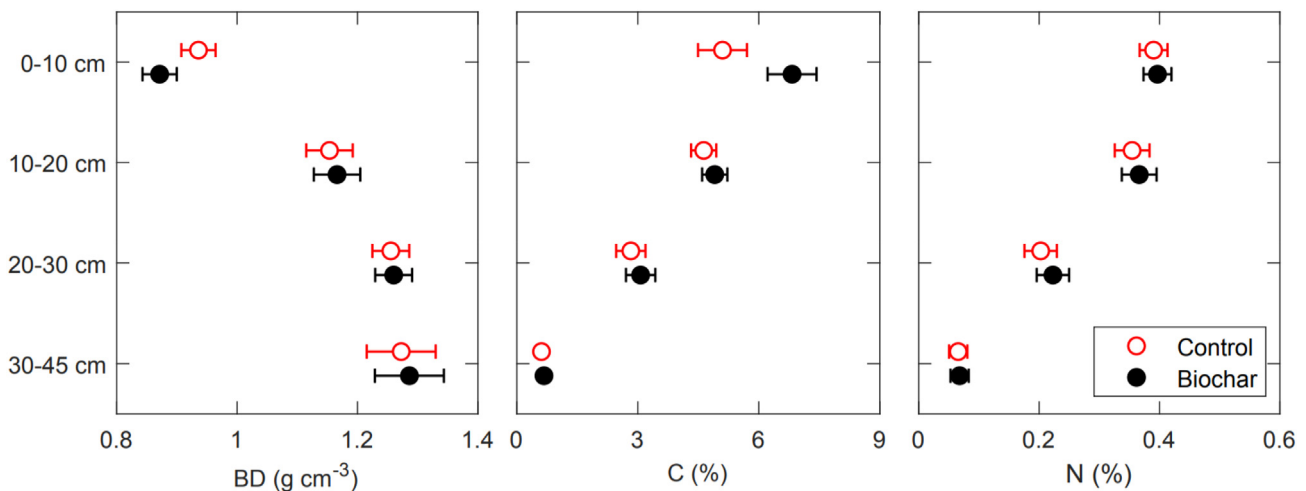 0-10 cm
10-20 cm
20-30 cm
30-45 cm
0.8 1 1.2 1.4
BD (g cm-3)
0 3 6 9
C (%)
0 0.2 0.4 0.6
N (%)
Control
Biochar